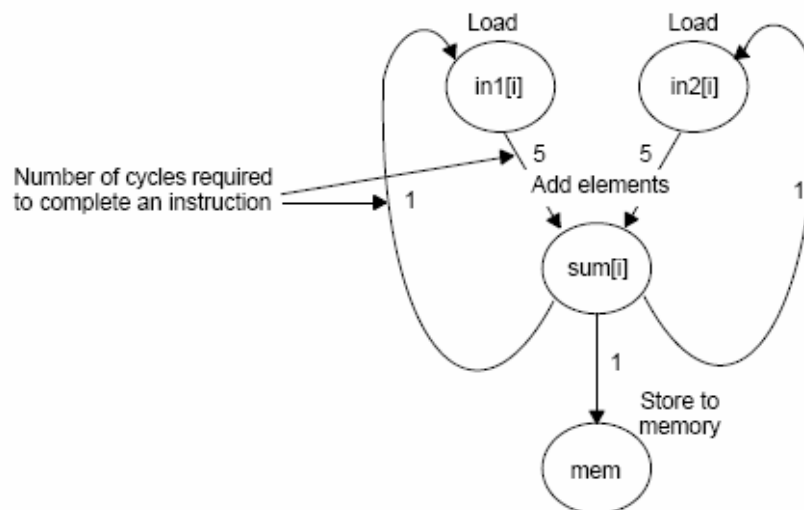 Load
Load
in1[i]
in2[i]
5
5
Number of cycles required
to complete an instruction
Add elements
1
1
sum[i]
1
Store to
memory
mem